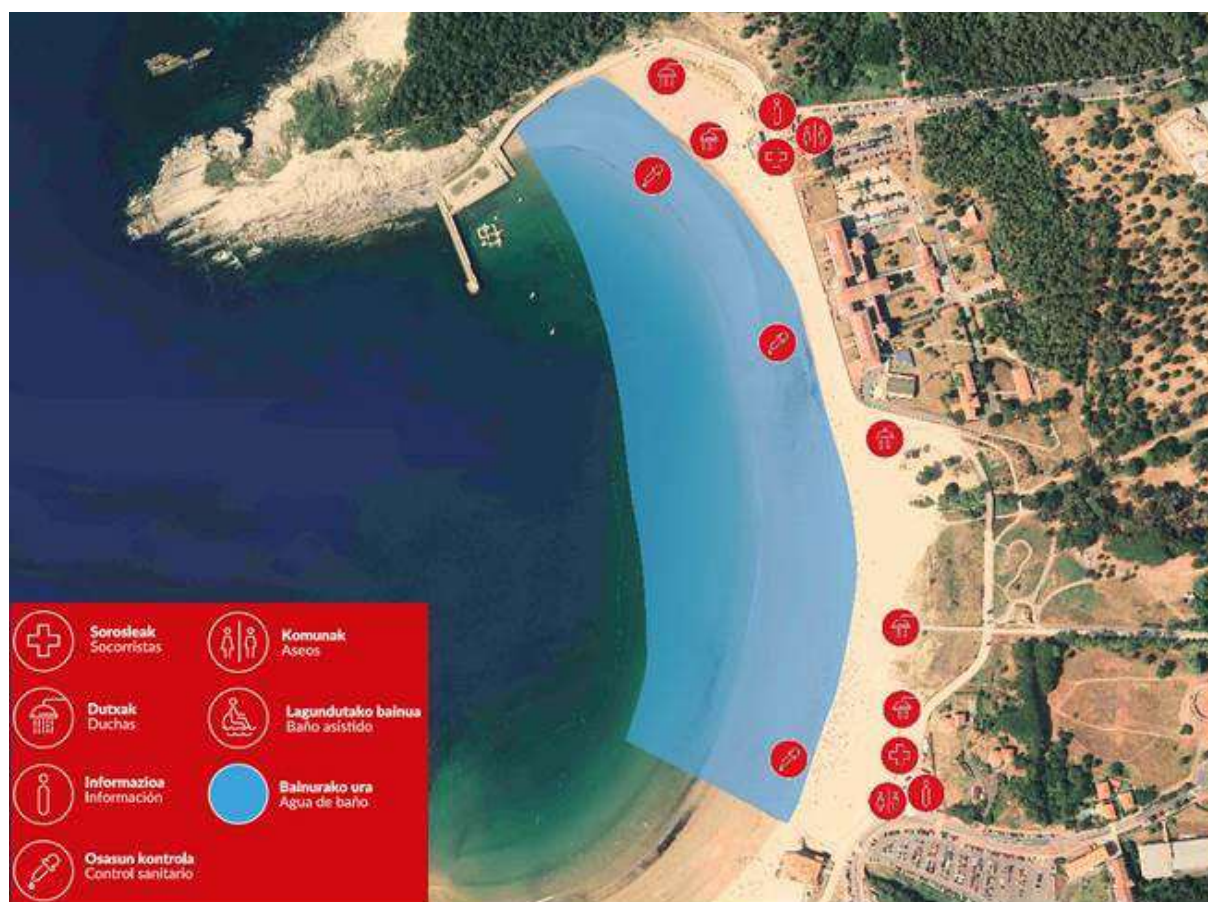 Sorosleak
Socorristas
Dutxak
Duchas
Informazioa
Información
Osasun kontrola
Control sanitario
Komunak
Aseos
Lagundutako bainua
Baño asistido
Bainurako ura
Agua de baño